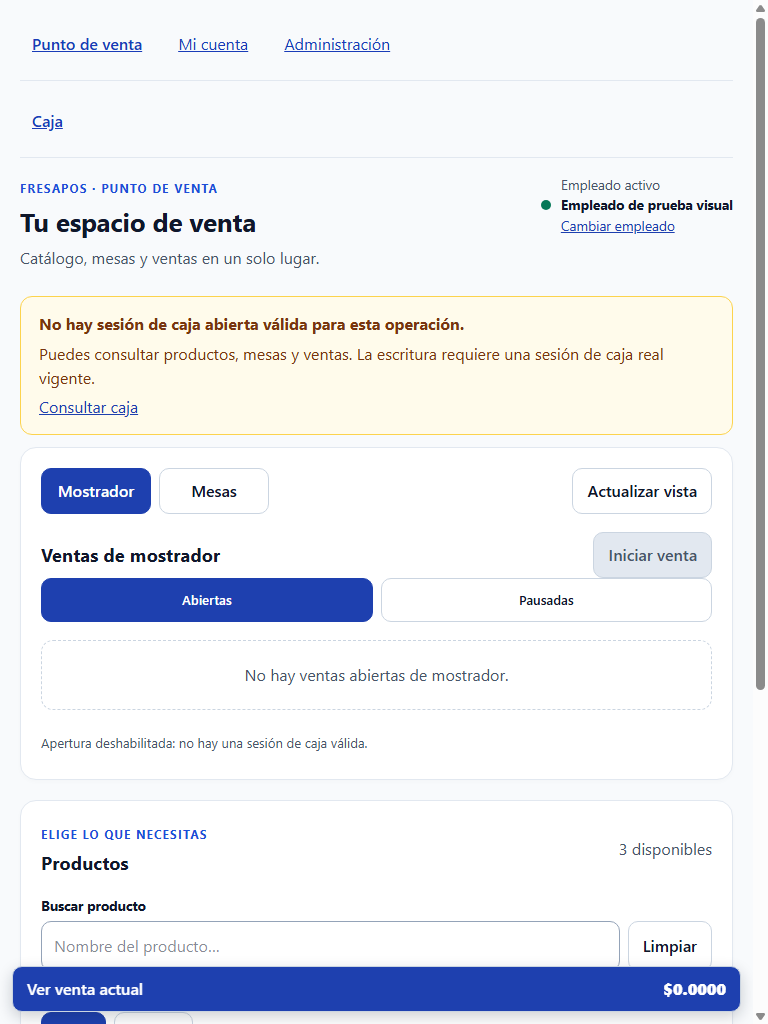 Punto de venta Mi cuenta Administración
Caja
FRESAPOS · PUNTO DE VENTA
Tu espacio de venta
Catálogo, mesas y ventas en un solo lugar.
Empleado activo
Empleado de prueba visual
Cambiar empleado
No hay sesión de caja abierta válida para esta operación.
Puedes consultar productos, mesas y ventas. La escritura requiere una sesión de caja real
vigente.
Consultar caja
Mostrador Mesas Actualizar vista
Ventas de mostrador Iniciar venta
Abiertas Pausadas
No hay ventas abiertas de mostrador.
Apertura deshabilitada: no hay una sesión de caja válida.
ELIGE LO QUE NECESITAS
Productos
3 disponibles
Buscar producto
Nombre del producto... Limpiar
Ver venta actual $0.0000